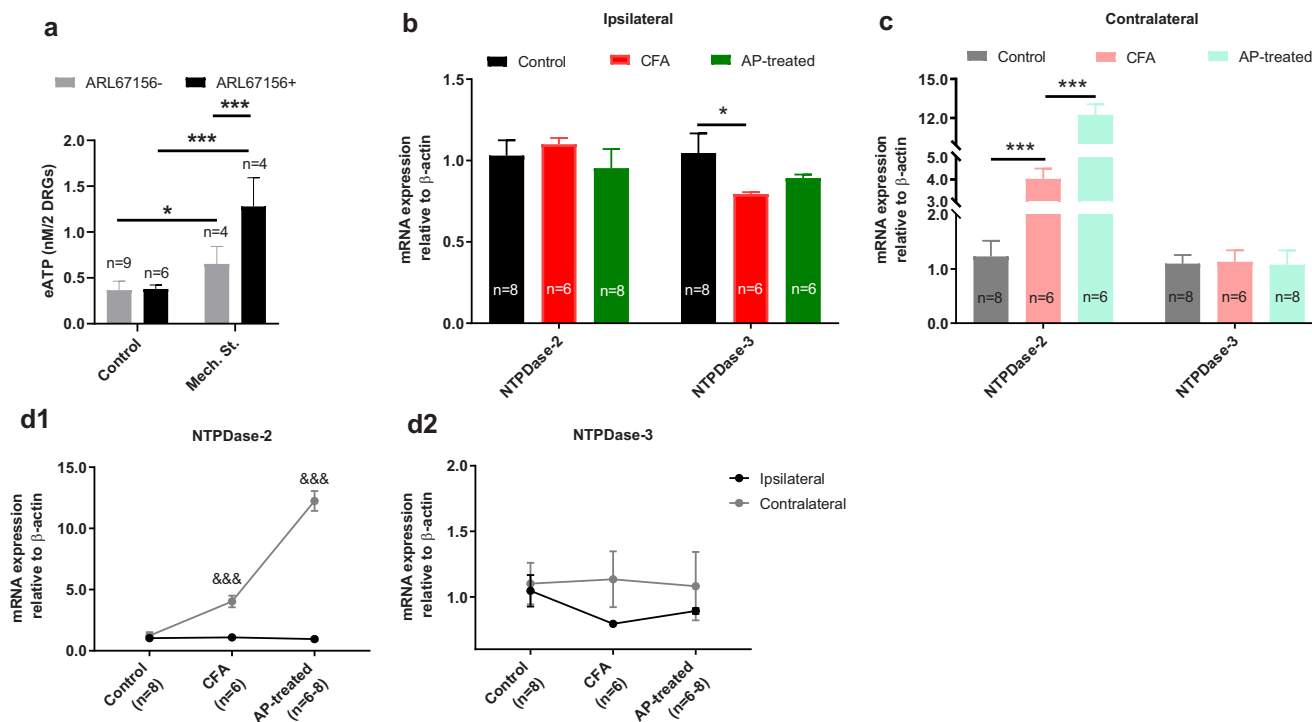 a
ARL67156-
ARL67156+
***
***
*
n=9
n=6
n=4
n=4
eATP (nM/2 DRGs)
2.0
1.5
1.0
0.5
0.0
Control
Mech. St.
b
Ipsilateral
Control
CFA
AP-treated
mRNA expression
relative to β-actin
1.5
1.0
0.5
0.0
*
n=8
n=6
n=6
n=8
n=6
n=6
NTPDase-2
NTPDase-3
c
Contralateral
Control
CFA
AP-treated
mRNA expression
relative to β-actin
15.0
12.0
5.0
4.0
3.0
2.0
1.0
0.0
***
***
n=8
n=6
n=6
n=8
n=6
n=8
NTPDase-2
NTPDase-3
d1
NTPDase-2
mRNA expression
relative to β-actin
15.0
10.0
5.0
0.0
&&&
&&&
Control
(n=8)
CFA
(n=6)
AP-treated
(n=6-8)
d2
NTPDase-3
Ipsilateral
Contralateral
mRNA expression
relative to β-actin
2.0
1.5
1.0
Control
(n=8)
CFA
(n=6)
AP-treated
(n=6-8)